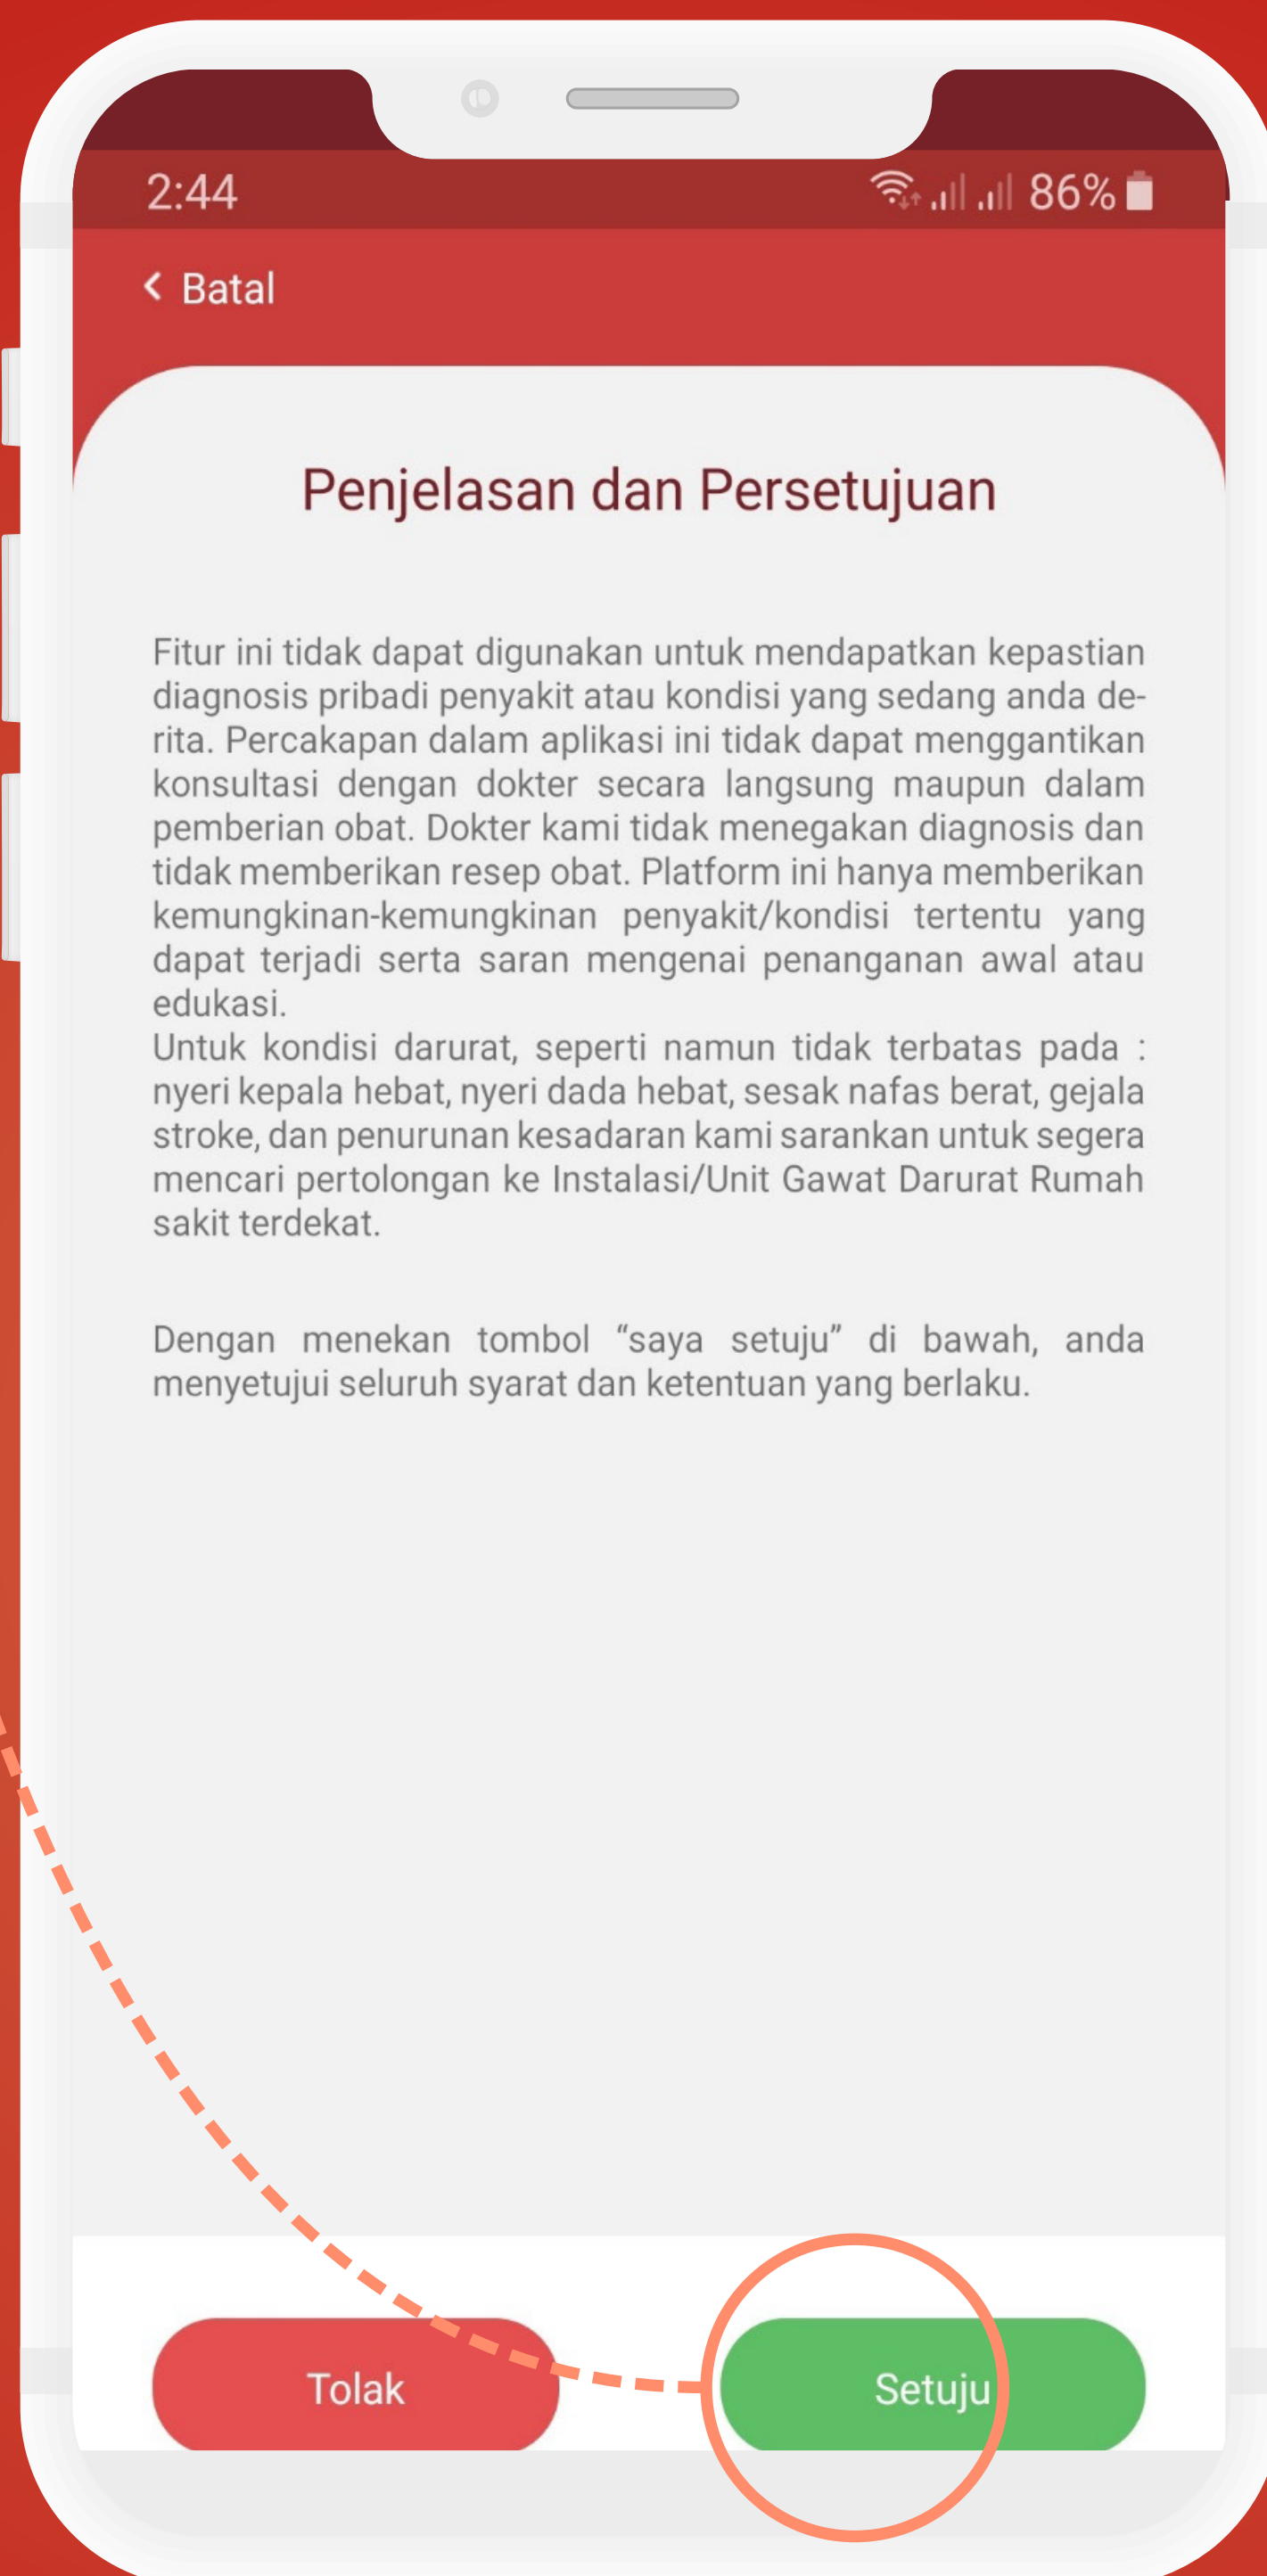 2:44
86%
Batal
Penjelasan dan Persetujuan
Fitur ini tidak dapat digunakan untuk mendapatkan kepastian
diagnosis pribadi penyakit atau kondisi yang sedang anda de-
rita. Percakapan dalam aplikasi ini tidak dapat menggantikan
konsultasi dengan dokter secara langsung maupun dalam
pemberian obat. Dokter kami tidak menegakan diagnosis dan
tidak memberikan resep obat. Platform ini hanya memberikan
kemungkinan-kemungkinan penyakit/kondisi tertentu yang
dapat terjadi serta saran mengenai penanganan awal atau
edukasi.
Untuk kondisi darurat, seperti namun tidak terbatas pada :
nyeri kepala hebat, nyeri dada hebat, sesak nafas berat, gejala
stroke, dan penurunan kesadaran kami sarankan untuk segera
mencari pertolongan ke Instalasi/Unit Gawat Darurat Rumah
sakit terdekat.
Dengan menekan tombol “saya setuju” di bawah, anda
menyetujui seluruh syarat dan ketentuan yang berlaku.
Tolak
Setuju